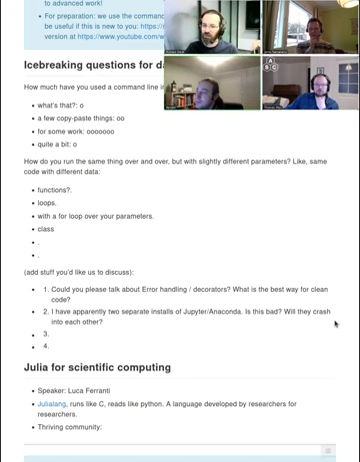 to advanced work!
For preparation: we use the command
be useful if this is new to you: https://
version at https://www.youtube.com/w
Icebreaking questions for da
How much have you used a command line in
what's that?: o
a few copy-paste things: oo
for some work: ooooooo
quite a bit: o
How do you run the same thing over and over, but with slightly different parameters? Like, same
code with different data:
functions?.
loops.
with a for loop over your parameters.
class
.
.
(add stuff you'd like us to discuss):
1. Could you please talk about Error handling / decorators? What is the best way for clean
code?
2. I have apparently two separate installs of Jupyter/Anaconda. Is this bad? Will they crash
into each other?
3.
4.
Julia for scientific computing
Speaker: Luca Ferranti
Julialang, runs like C, reads like python. A language developed by researchers for
researchers.
Thriving community: